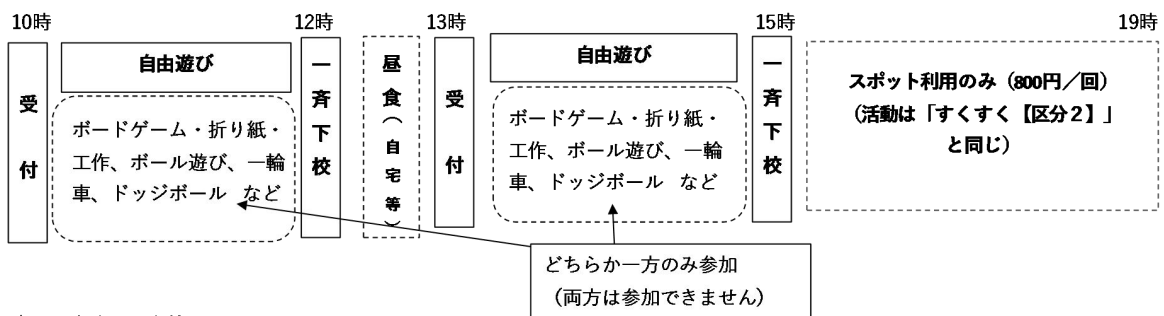 10時
12時
13時
15時
19時
受付
自由遊び
ボードゲーム・折り紙・
工作、ボール遊び、一輪
車、ドッジボール など
一斉下校
昼食(自宅等)
受付
自由遊び
ボードゲーム・折り紙・
工作、ボール遊び、一輪
車、ドッジボール など
一斉下校
スポット利用のみ(800円/回)
(活動は「すくすく【区分2】」
と同じ)
どちらか一方のみ参加
(両方は参加できません)